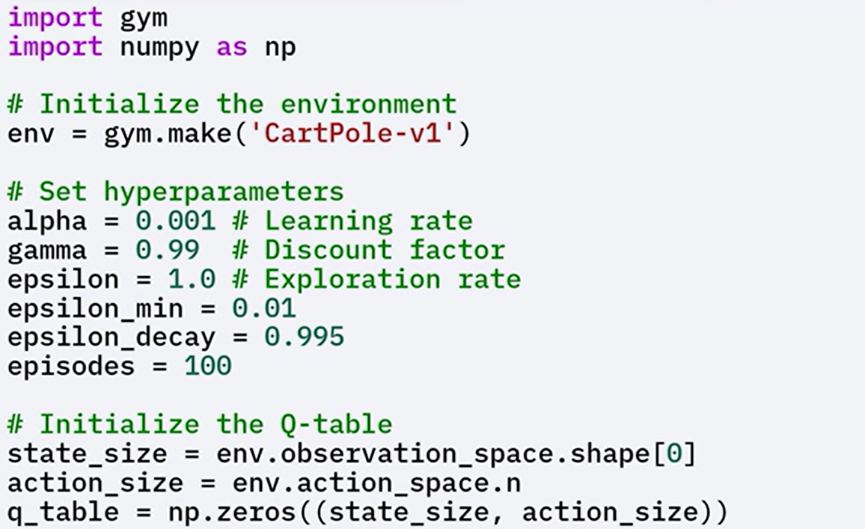 import gym
import numpy as np
# Initialize the environment
env = gym.make('CartPole-v1')
# Set hyperparameters
alpha = 0.001 # Learning rate
gamma = 0.99  # Discount factor
epsilon = 1.0 # Exploration rate
epsilon_min = 0.01
epsilon_decay = 0.995
episodes = 100
# Initialize the Q-table
state_size = env.observation_space.shape[0]
action_size = env.action_space.n
q_table = np.zeros((state_size, action_size))